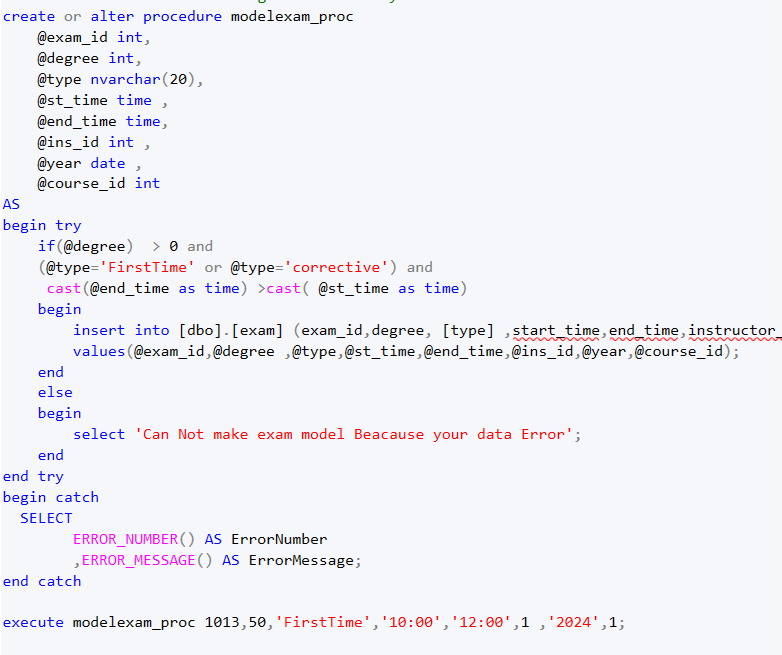 create or alter procedure modelexam_proc
    @exam_id int,
    @degree int,
    @type nvarchar(20),
    @st_time time ,
    @end_time time,
    @ins_id int ,
    @year date ,
    @course_id int
AS
begin try
    if(@degree)  > 0 and
    (@type='FirstTime' or @type='corrective') and
     cast(@end_time as time) >cast( @st_time as time)
    begin
        insert into [dbo].[exam] (exam_id,degree, [type] ,start_time,end_time,instructor_
        values(@exam_id,@degree ,@type,@st_time,@end_time,@ins_id,@year,@course_id);
    end
    else
    begin
        select 'Can Not make exam model Beacause your data Error';
    end
end try
begin catch
  SELECT
        ERROR_NUMBER() AS ErrorNumber
        ,ERROR_MESSAGE() AS ErrorMessage;
end catch
execute modelexam_proc 1013,50,'FirstTime','10:00','12:00',1 ,'2024',1;